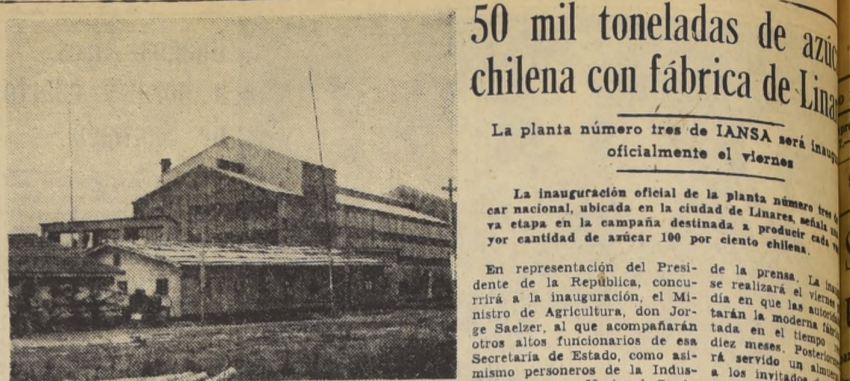 50 mil toneladas de
chilena con fábrica de
La planta número tres de IANSA será
oficialmente el viernes
La inauguración oficial de la planta número tres
car nacional, ubicada en la ciudad de Linares, señala
va etapa en la campaña destinada a producir cada
yor cantidad de azúcar 100 por ciento chilena.
En representación del Presi-
dente de la República, concu-
rrirá a la inauguración, el Mi-
nistro de Agricultura, don Jor-
ge Saelzer, al que acompañarán
otros altos funcionarios de esa
Secretaría de Estado, como asi-
mismo personeros de la Indus-
de la prensa. La
se realizará el viernes
día en que las
tarán la moderna
tada en el tiempo
diez meses.
rá servido un
a los invitados